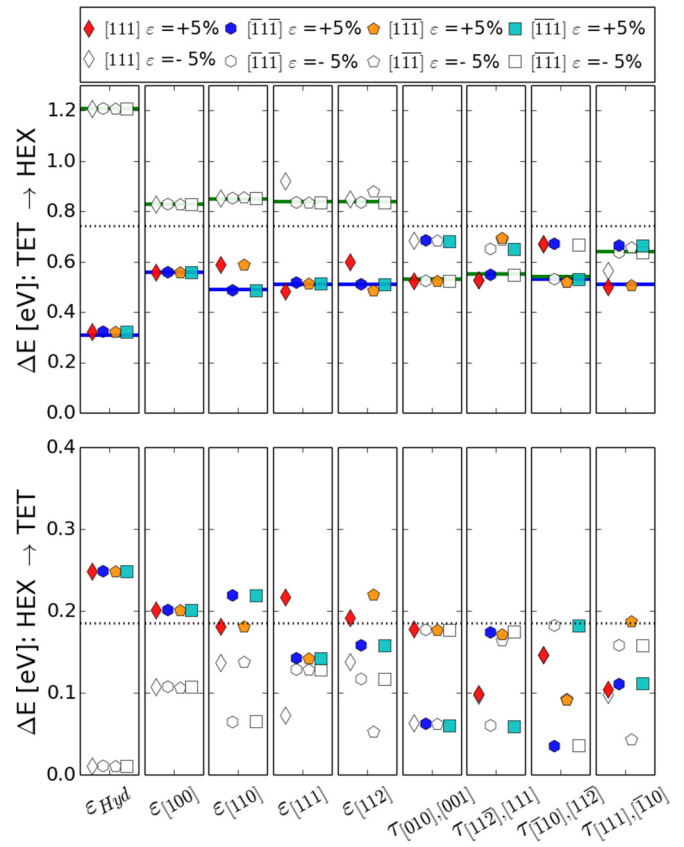 [111] ε =+5% [1̅11̅] ε =+5% [11̅1̅] ε =+5% [1̅1̅1] ε =+5%
[111] ε =- 5% [1̅11̅] ε =- 5% [11̅1̅] ε =- 5% [1̅1̅1] ε =- 5%
ΔE [eV]: TET → HEX
1.2
1.0
0.8
0.6
0.4
0.2
0.0
ΔE [eV]: HEX → TET
0.4
0.3
0.2
0.1
0.0
ε_Hyd ε_[100] ε_[110] ε_[111] ε_[112] τ_[010],[001] τ_[112̅],[111] τ_[1̅10],[112̅] τ_[111],[1̅10]